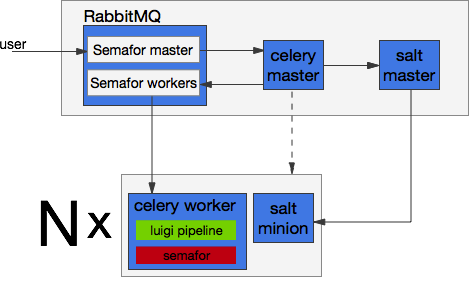 RabbitMQ
user
Semafor master
Semafor workers
celery
master
salt
master
N x
celery worker
luigi pipeline
semafor
salt
minion